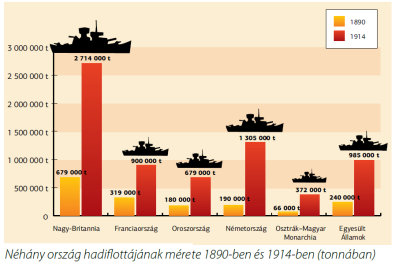 1890
1914
3 000 000 t
2 500 000 t
2 000 000 t
1 500 000 t
1 000 000 t
500 000 t
0
2 714 000 t
679 000 t
900 000 t
319 000 t
679 000 t
180 000 t
1 305 000 t
190 000 t
372 000 t
66 000 t
985 000 t
240 000 t
Nagy-Britannia
Franciaország
Oroszország
Németország
Osztrák–Magyar
Monarchia
Egyesült
Államok
Néhány ország hadiflottájának mérete 1890-ben és 1914-ben (tonnában)